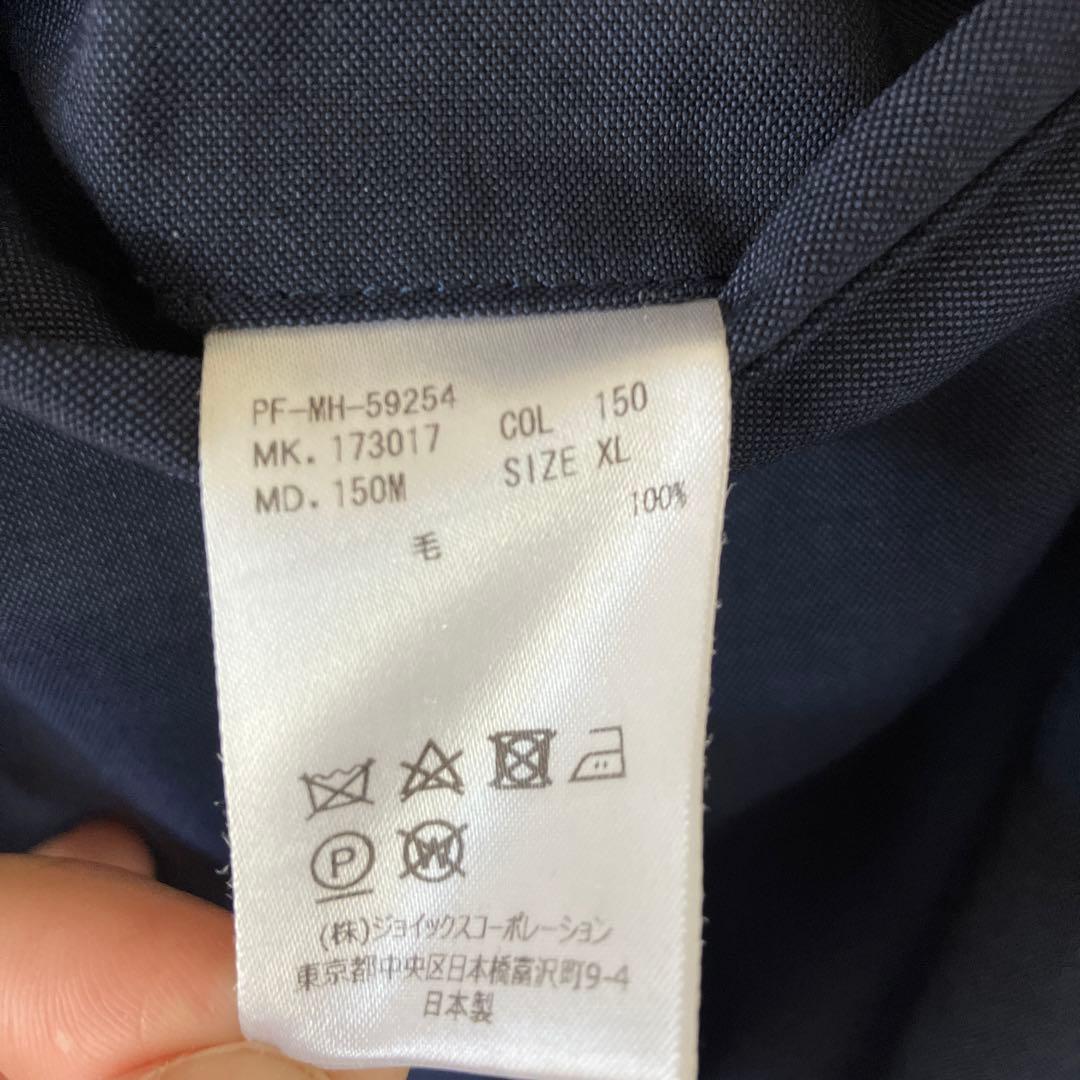 PF-MH-59254
MK. 173017 COL 150
MD. 150M SIZE XL
毛 100%
P
W
(株)ジョイックスコーポレーション
東京都中央区日本橋富沢町9-4
日本製